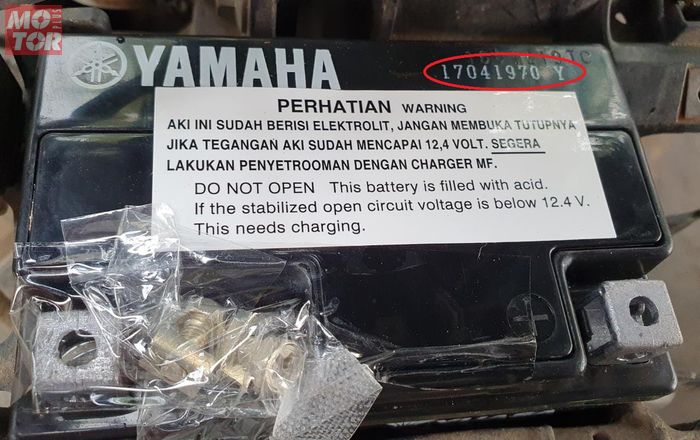 MOTOR PLUS
YAMAHA
17041970 Y
PERHATIAN WARNING
AKI INI SUDAH BERISI ELEKTROLIT, JANGAN MEMBUKA TUTUPNYA
JIKA TEGANGAN AKI SUDAH MENCAPAI 12,4 VOLT. SEGERA
LAKUKAN PENYETROOMAN DENGAN CHARGER MF.
DO NOT OPEN This battery is filled with acid.
If the stabilized open circuit voltage is below 12.4 V.
This needs charging.